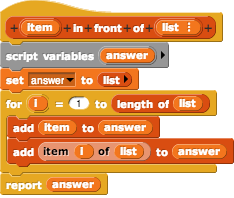 + item + in + front + of + list ⋮ +
script variables answer
set answer to list
for i = 1 to length of list
add item to answer
add item i of list to answer
report answer